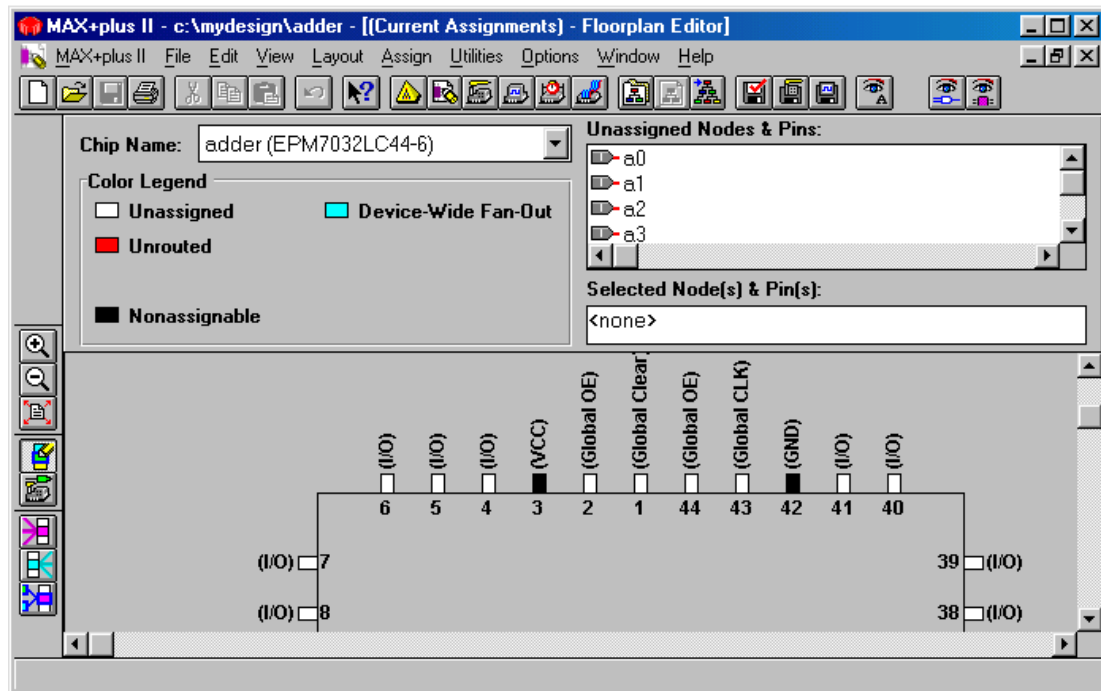 MAX+plus II - c:\mydesign\adder - [(Current Assignments) - Floorplan Editor]
MAX+plus II File Edit View Layout Assign Utilities Options Window Help
Chip Name: adder (EPM7032LC44-6)
Color Legend
Unassigned Device-Wide Fan-Out
Unrouted
Nonassignable
Unassigned Nodes & Pins:
a0
a1
a2
a3
Selected Node(s) & Pin(s):
<none>
(I/O) (I/O) (I/O) (VCC) (Global OE) (Global Clear) (Global OE) (Global CLK) (GND) (I/O) (I/O)
6 5 4 3 2 1 44 43 42 41 40
(I/O) 7 39 (I/O)
(I/O) 8 38 (I/O)